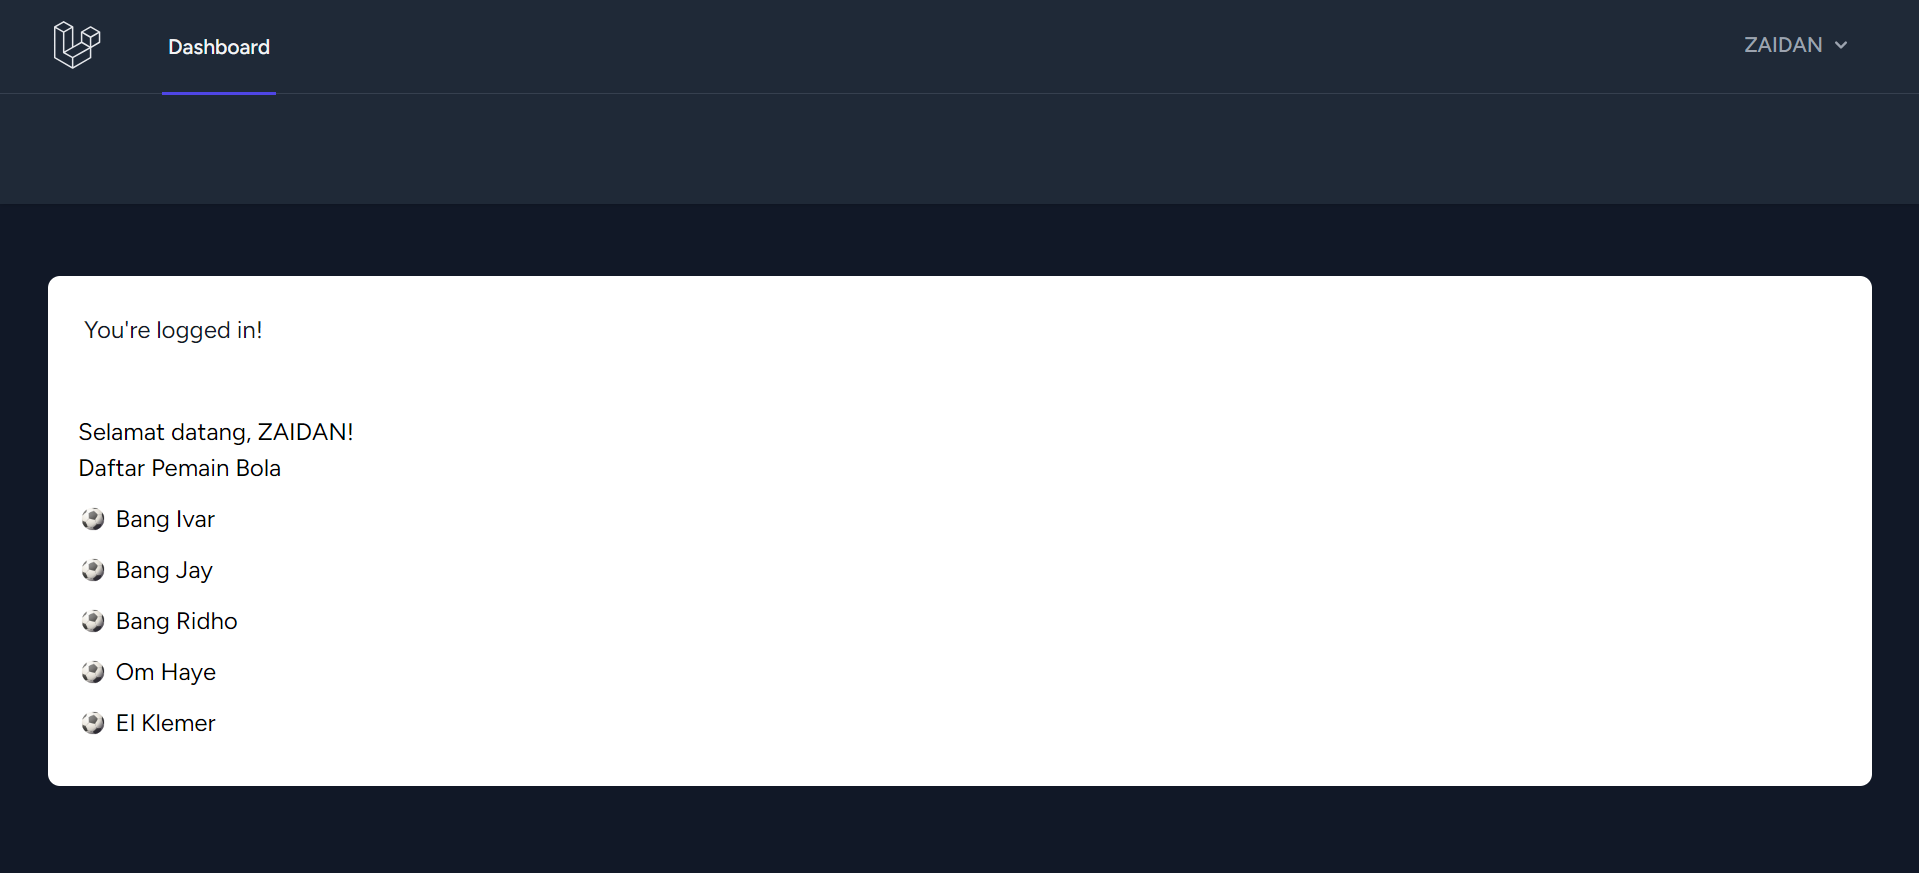 Dashboard
ZAIDAN
You're logged in!
Selamat datang, ZAIDAN!
Daftar Pemain Bola
⚽ Bang Ivar
⚽ Bang Jay
⚽ Bang Ridho
⚽ Om Haye
⚽ El Klemer